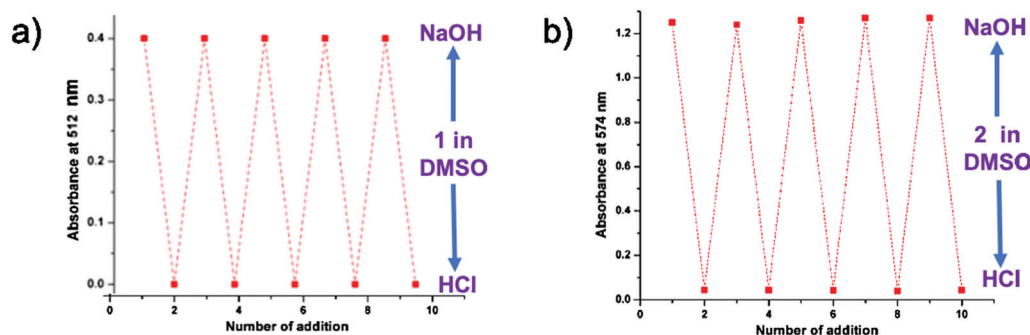 a)
Absorbance at 512 nm
0.4
0.3
0.2
0.1
0.0
0 2 4 6 8 10
Number of addition
NaOH
1 in
DMSO
HCl
b)
Absorbance at 574 nm
1.2
1.0
0.8
0.6
0.4
0.2
0.0
0 2 4 6 8 10
Number of addition
NaOH
2 in
DMSO
HCl